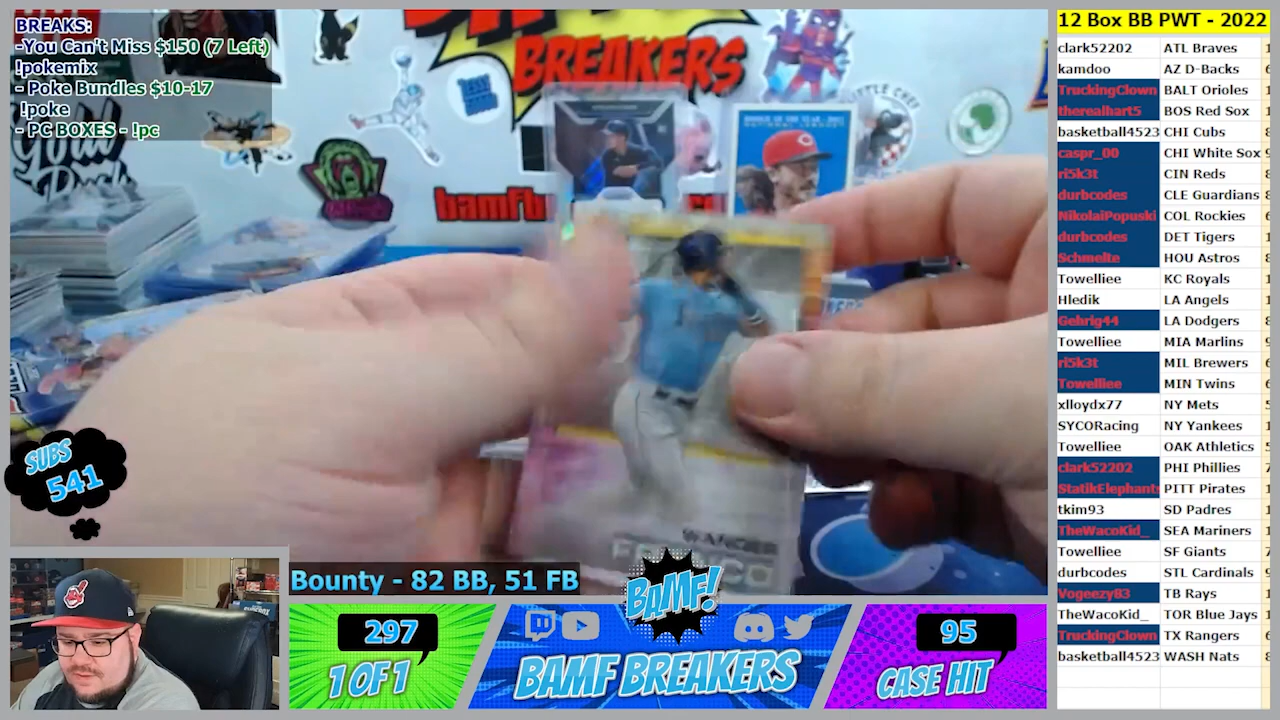 BREAKS:
-You Can't Miss $150 (7 Left)
!pokemix
- Poke Bundles $10-17
!poke
- PC BOXES - !pc
BREAKERS
bamfb
SUBS
541
Bounty - 82 BB, 51 FB
BAMF!
297
1 OF 1
BAMF BREAKERS
95
CASE HIT
12 Box BB PWT - 2022
clark52202 ATL Braves
kamdoo AZ D-Backs
TruckingClown BALT Orioles
therealhart5 BOS Red Sox
basketball4523 CHI Cubs
caspr_00 CHI White Sox
ri5k3t CIN Reds
durbcodes CLE Guardians
NikolaiPopuski COL Rockies
durbcodes DET Tigers
Schmelte HOU Astros
Towelliee KC Royals
Hledik LA Angels
Gehrig44 LA Dodgers
Towelliee MIA Marlins
ri5k3t MIL Brewers
Towelliee MIN Twins
xlloydx77 NY Mets
SYCORacing NY Yankees
Towelliee OAK Athletics
clark52202 PHI Phillies
StatikElephants PITT Pirates
tkim93 SD Padres
TheWacoKid_ SEA Mariners
Towelliee SF Giants
durbcodes STL Cardinals
Vogeezy83 TB Rays
TheWacoKid_ TOR Blue Jays
TruckingClown TX Rangers
basketball4523 WASH Nats